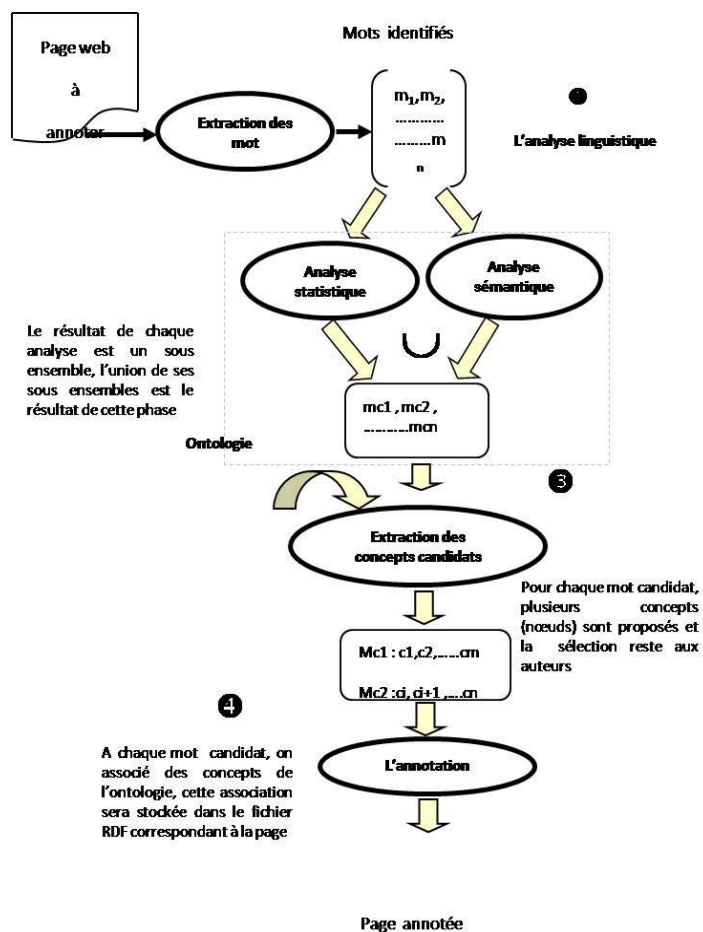 Page web
à
annoter
Mots identifiés
Extraction des
mot
m1,m2,
............
.........m
n
L'analyse linguistique
Analyse
statistique
Analyse
sémantique
Le résultat de chaque
analyse est un sous
ensemble, l'union de ses
sous ensembles est le
résultat de cette phase
mc1 , mc2 ,
............mcn
Ontologie
3
Extraction des
concepts candidats
Pour chaque mot candidat,
plusieurs concepts
(nœuds) sont proposés et
la sélection reste aux
auteurs
Mc1 : c1,c2,......cm
Mc2 :ci, ci+1 ,....cn
4
A chaque mot candidat, on
associé des concepts de
l'ontologie, cette association
sera stockée dans le fichier
RDF correspondant à la page
L'annotation
Page annotée